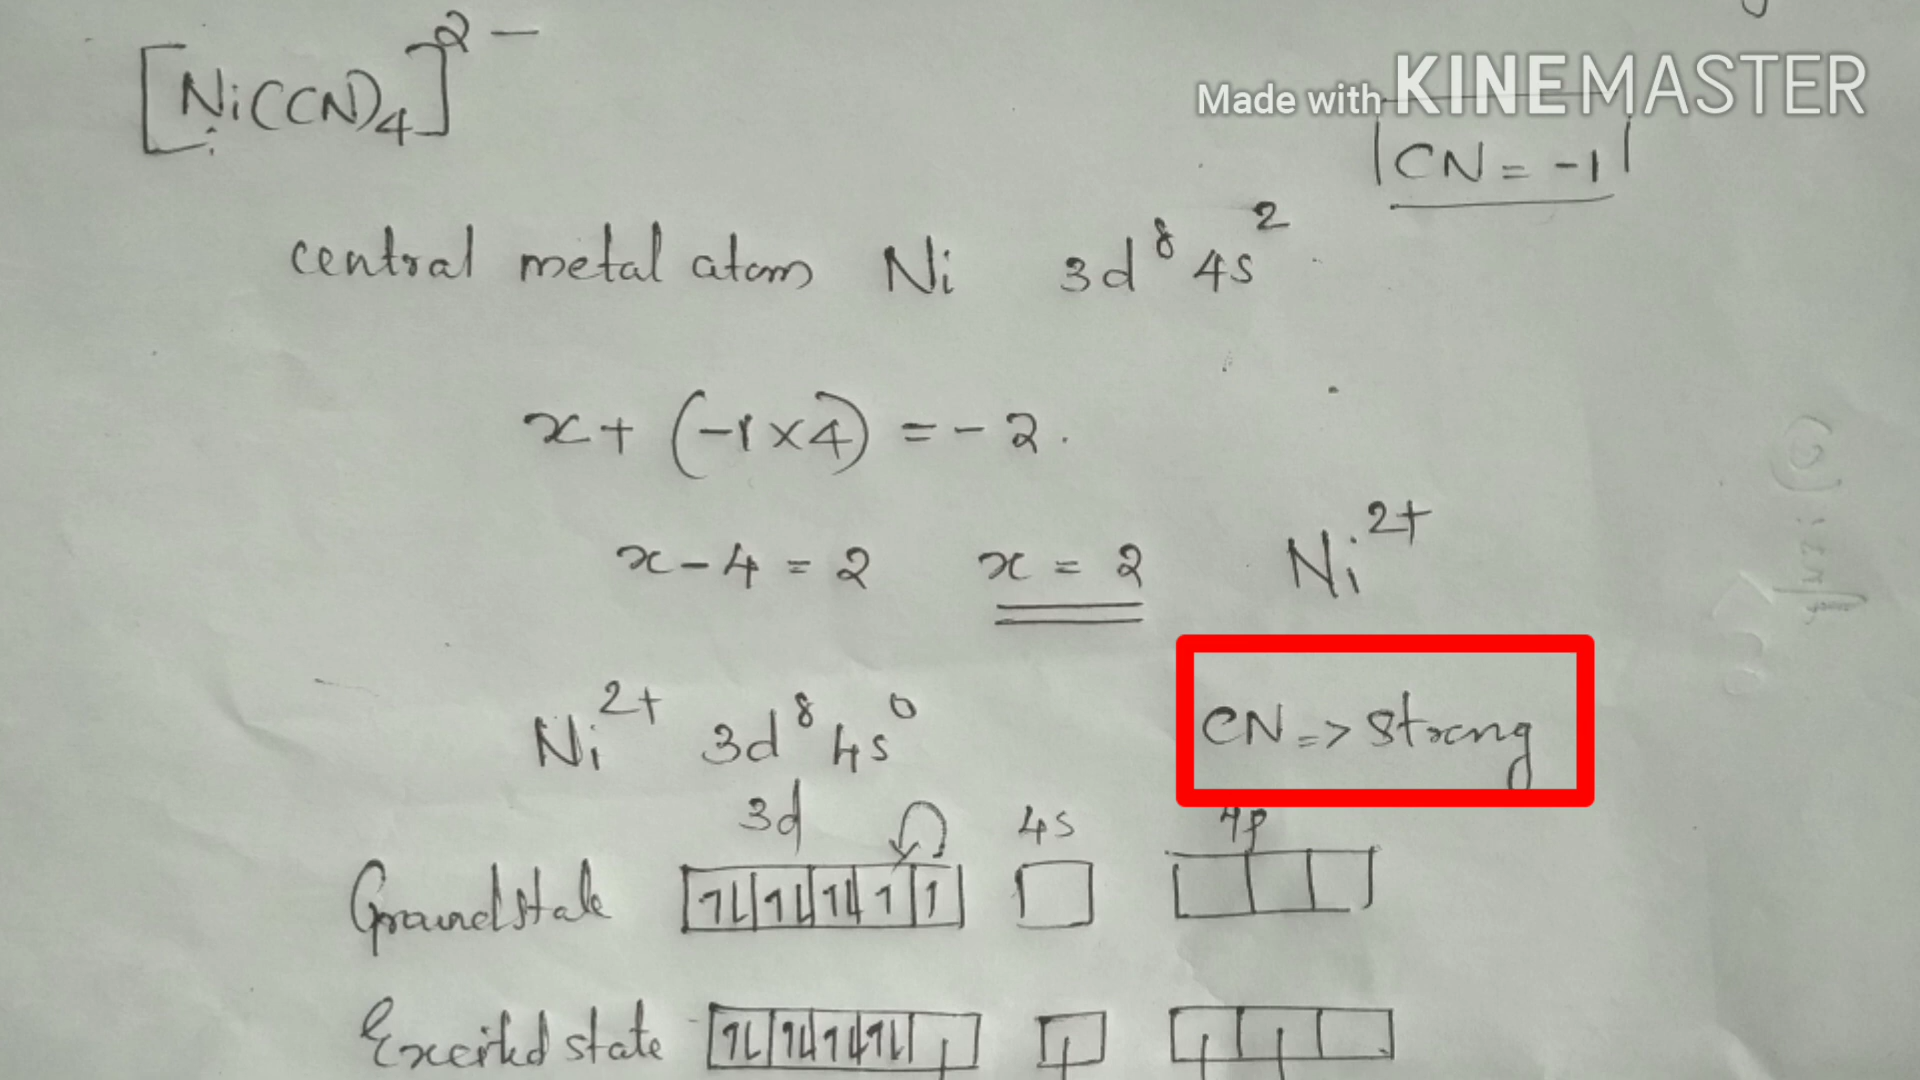 [Ni(CN)4]2-
Made with KINEMASTER
CN = -1
central metal atom Ni 3d8 4s2
x + (-1 x 4) = -2.
x - 4 = 2 x = 2 Ni2+
Ni2+ 3d8 4s0 CN => Strong
3d 4s 4p
Ground state 1L 1L 1L 1 1
Excited state 1L 1L 1L 1L